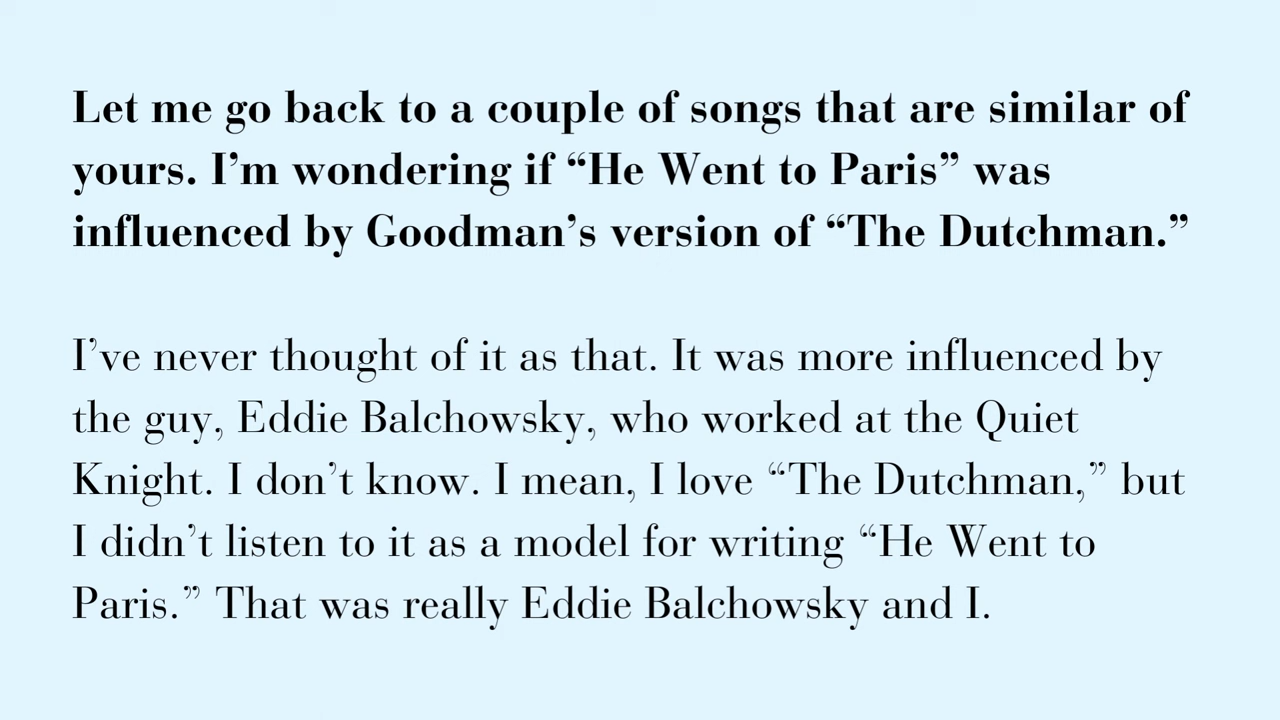 Let me go back to a couple of songs that are similar of
yours. I’m wondering if “He Went to Paris” was
influenced by Goodman’s version of “The Dutchman.”
I’ve never thought of it as that. It was more influenced by
the guy, Eddie Balchowsky, who worked at the Quiet
Knight. I don’t know. I mean, I love “The Dutchman,” but
I didn’t listen to it as a model for writing “He Went to
Paris.” That was really Eddie Balchowsky and I.